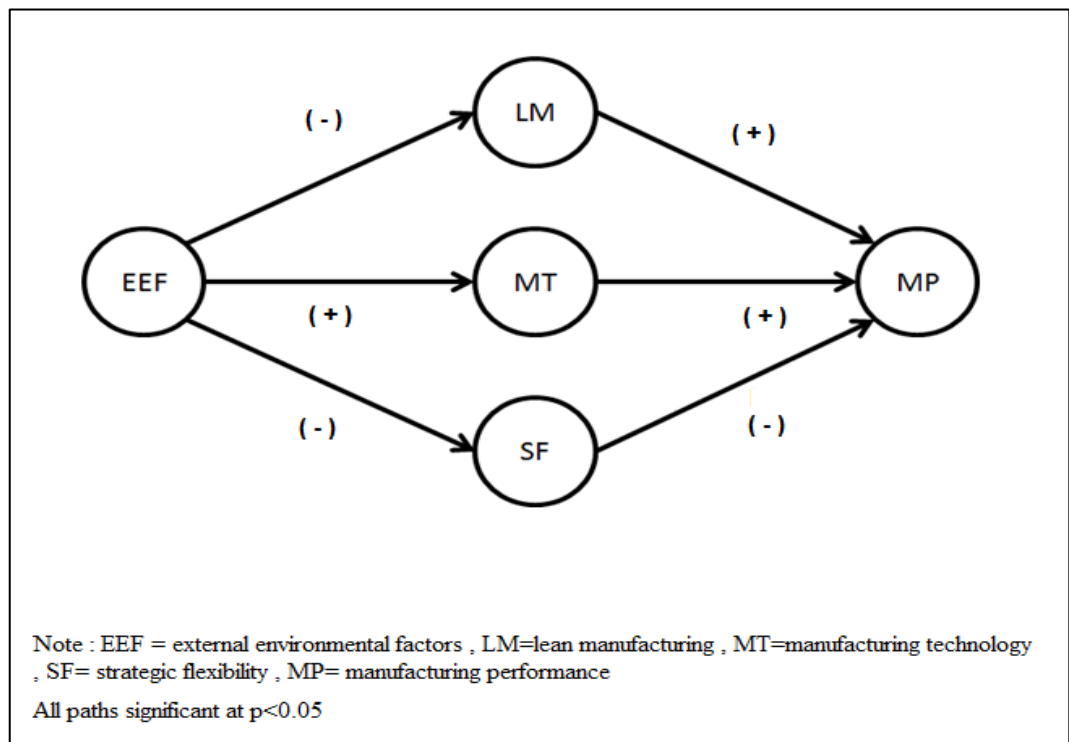 LM
( - )
( + )
EEF
MT
MP
( + )
( + )
( - )
SF
( - )
Note : EEF = external environmental factors , LM=lean manufacturing , MT=manufacturing technology
, SF= strategic flexibility , MP= manufacturing performance
All paths significant at p<0.05